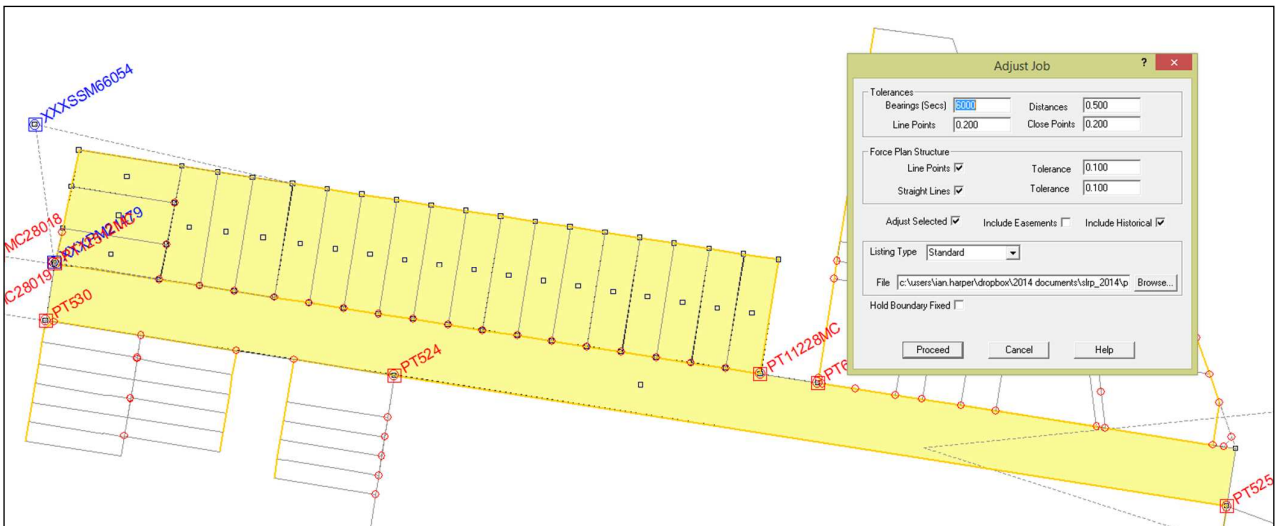 XXXSSM66054
MC28018
MC28019
PT530
PT524
PT11228MC
PT525
Adjust Job
? ×
Tolerances
Bearings (Secs) 6000 Distances 0.500
Line Points 0.200 Close Points 0.200
Force Plan Structure
Line Points Tolerance 0.100
Straight Lines Tolerance 0.100
Adjust Selected Include Easements Include Historical
Listing Type Standard
File c:\users\ian.harper\dropbox\2014 documents\slrp_2014\p Browse...
Hold Boundary Fixed
Proceed Cancel Help